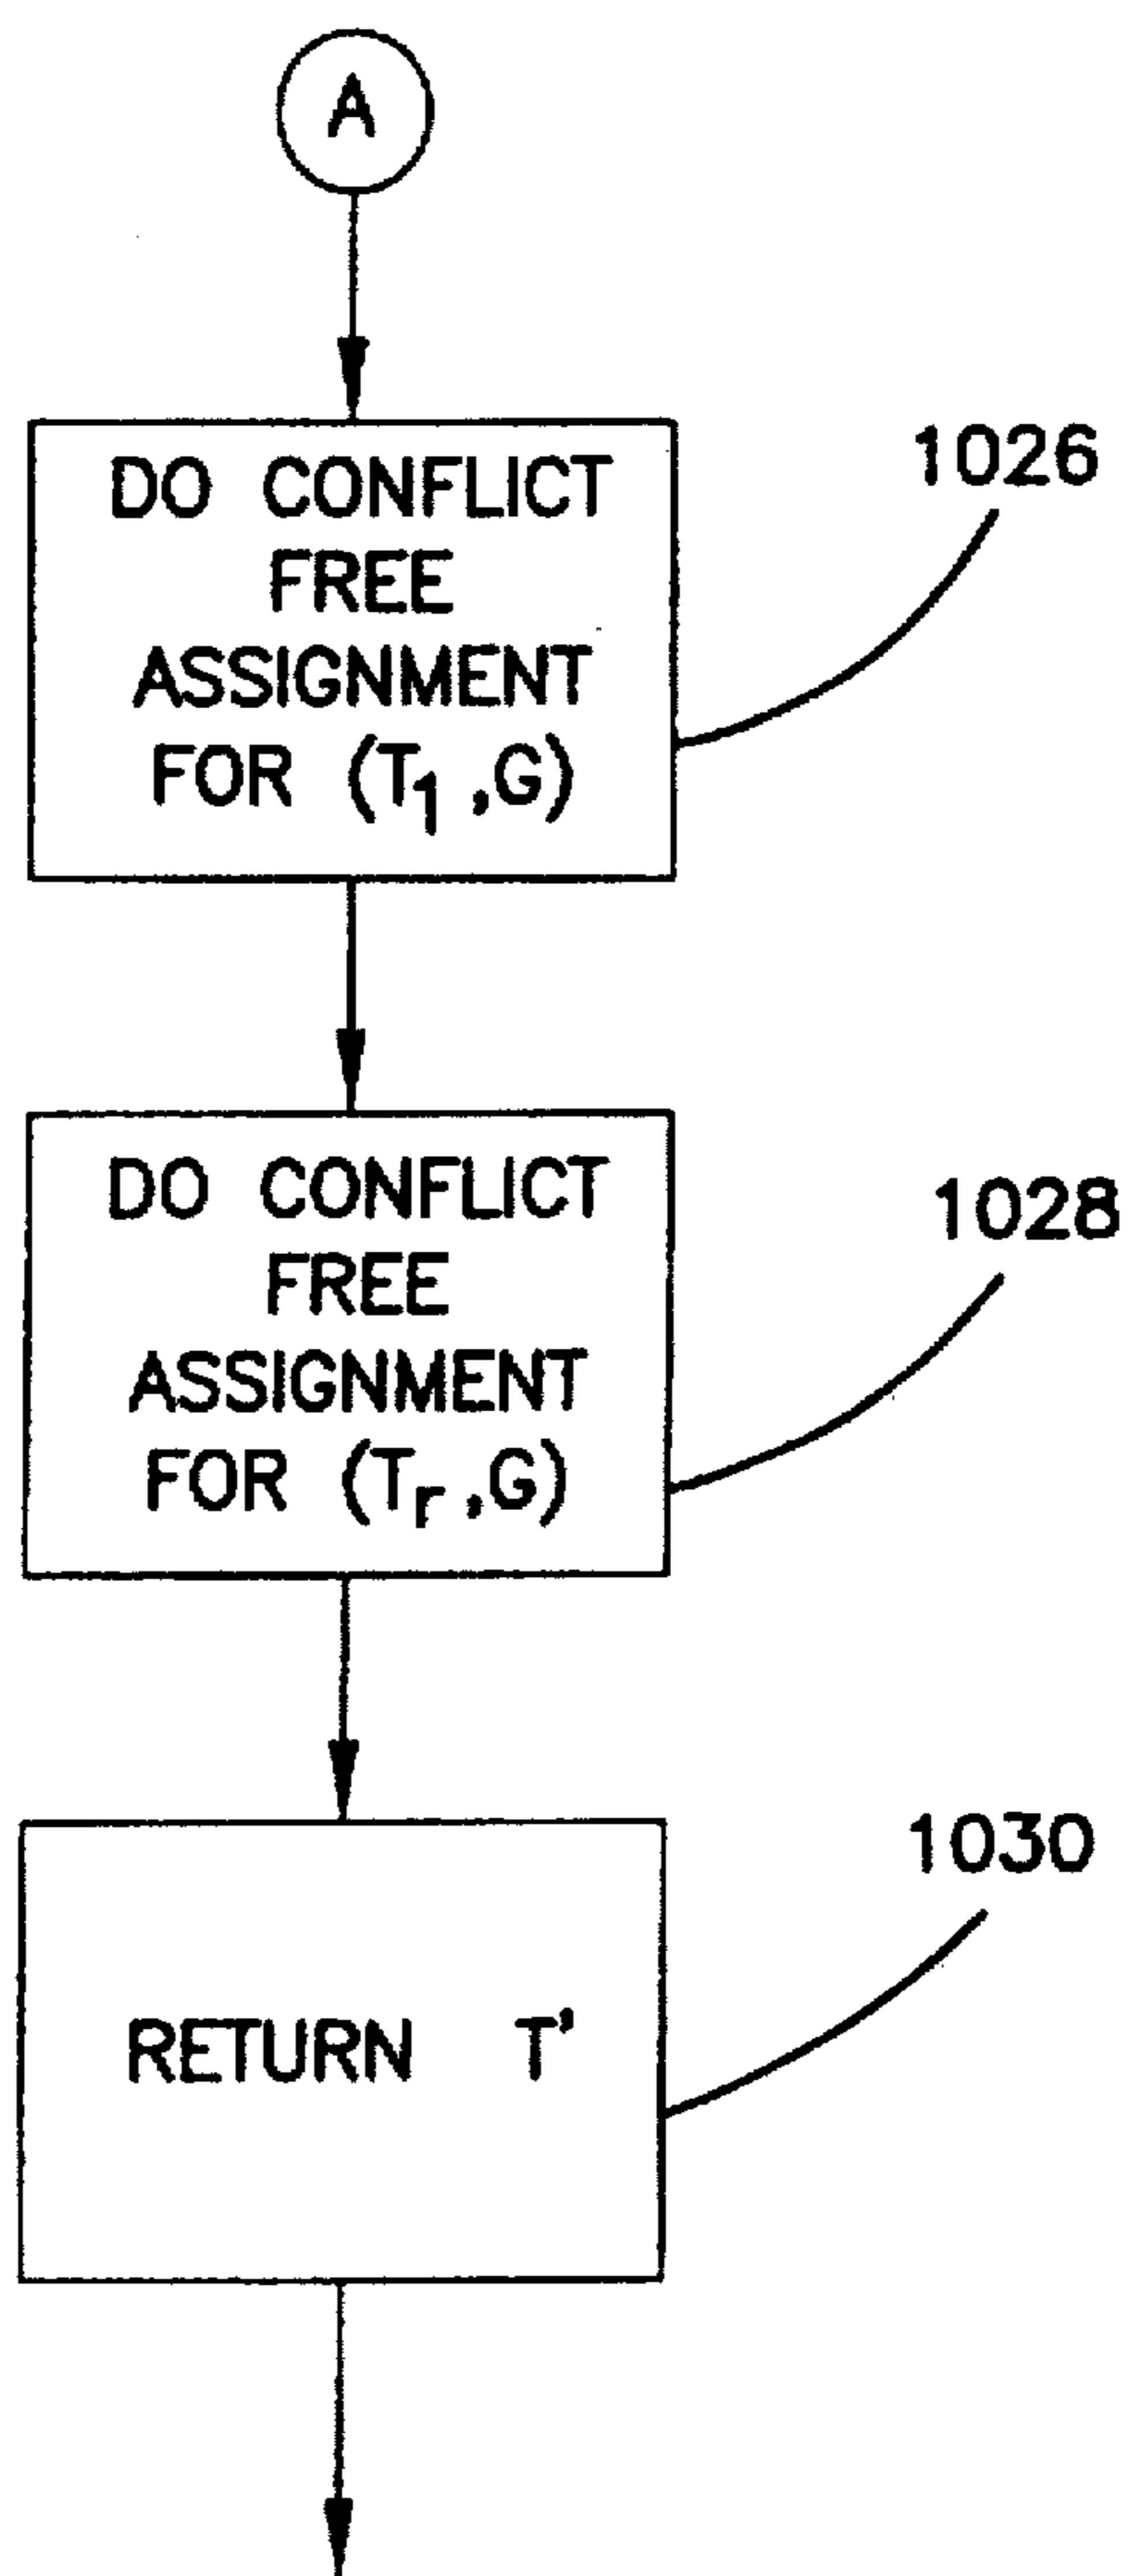 A
DO CONFLICT
FREE
ASSIGNMENT
FOR (T₁,G)
1026
DO CONFLICT
FREE
ASSIGNMENT
FOR (Tᵣ,G)
1028
RETURN T'
1030